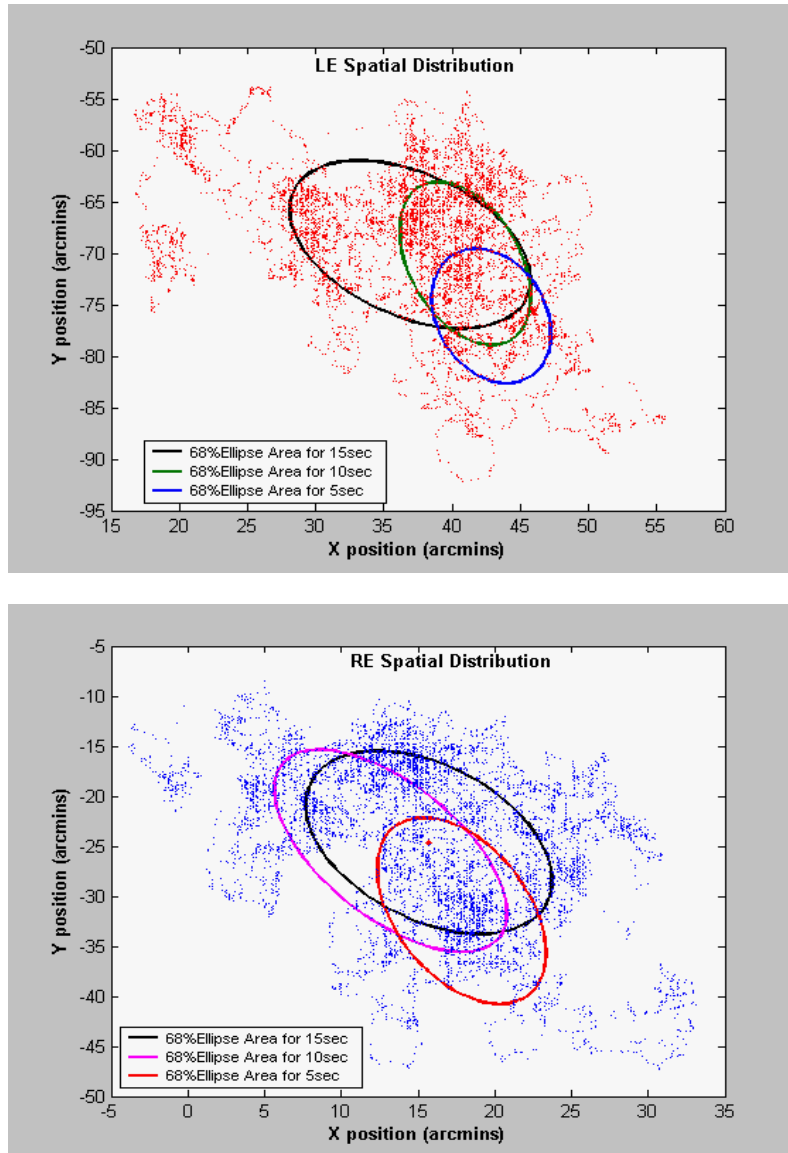 LE Spatial Distribution
-50
-55
-60
-65
-70
-75
-80
-85
-90
-95
Y position (arcmins)
68%Ellipse Area for 15sec
68%Ellipse Area for 10sec
68%Ellipse Area for 5sec
15 20 25 30 35 40 45 50 55 60
X position (arcmins)
RE Spatial Distribution
-5
-10
-15
-20
-25
-30
-35
-40
-45
-50
Y position (arcmins)
68%Ellipse Area for 15sec
68%Ellipse Area for 10sec
68%Ellipse Area for 5sec
-5 0 5 10 15 20 25 30 35
X position (arcmins)